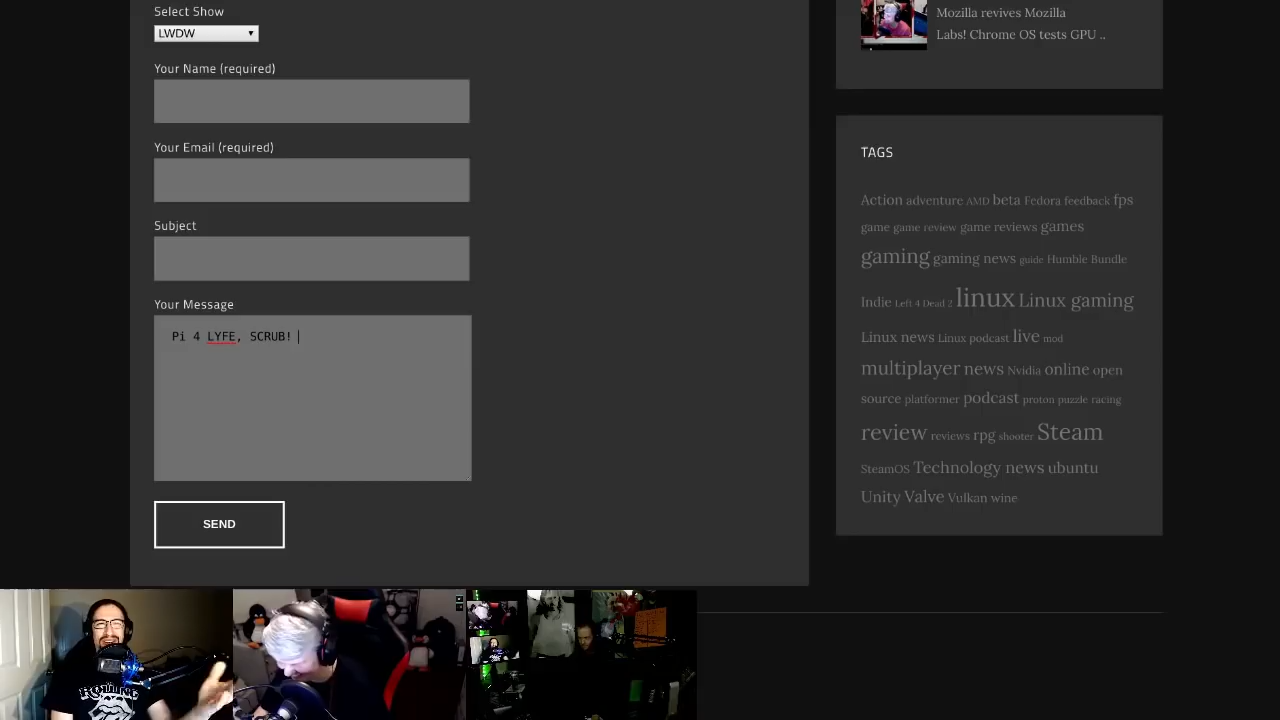 Select Show
LWDW
Your Name (required)
Your Email (required)
Subject
Your Message
Pi 4 LYFE, SCRUB!
SEND
Mozilla revives Mozilla
Labs! Chrome OS tests GPU ..
TAGS
Action adventure AMD beta Fedora feedback fps
game game review game reviews games
gaming gaming news guide Humble Bundle
Indie Left 4 Dead 2 linux Linux gaming
Linux news Linux podcast live mod
multiplayer news Nvidia online open
source platformer podcast proton puzzle racing
review reviews rpg shooter Steam
SteamOS Technology news ubuntu
Unity Valve Vulkan wine
ROLLING